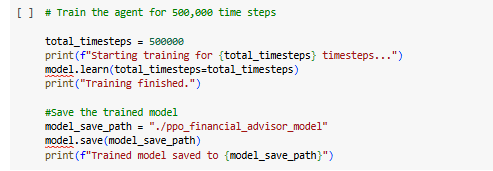 [ ] # Train the agent for 500,000 time steps
total_timesteps = 500000
print(f"Starting training for {total_timesteps} timesteps...")
model.learn(total_timesteps=total_timesteps)
print("Training finished.")
#Save the trained model
model_save_path = "./ppo_financial_advisor_model"
model.save(model_save_path)
print(f"Trained model saved to {model_save_path}")